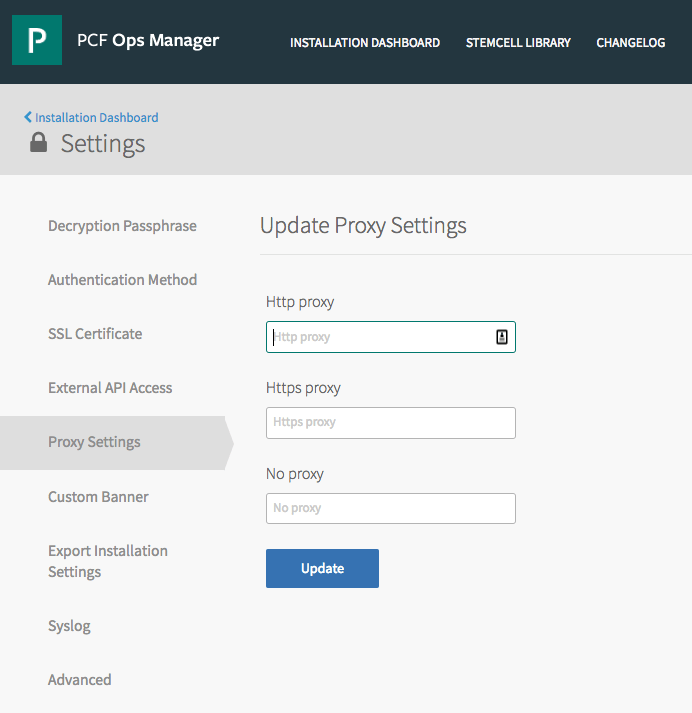 P PCF Ops Manager INSTALLATION DASHBOARD STEMCELL LIBRARY CHANGELOG
Installation Dashboard
Settings
Decryption Passphrase
Authentication Method
SSL Certificate
External API Access
Proxy Settings
Custom Banner
Export Installation
Settings
Syslog
Advanced
Update Proxy Settings
Http proxy
Http proxy
Https proxy
Https proxy
No proxy
No proxy
Update